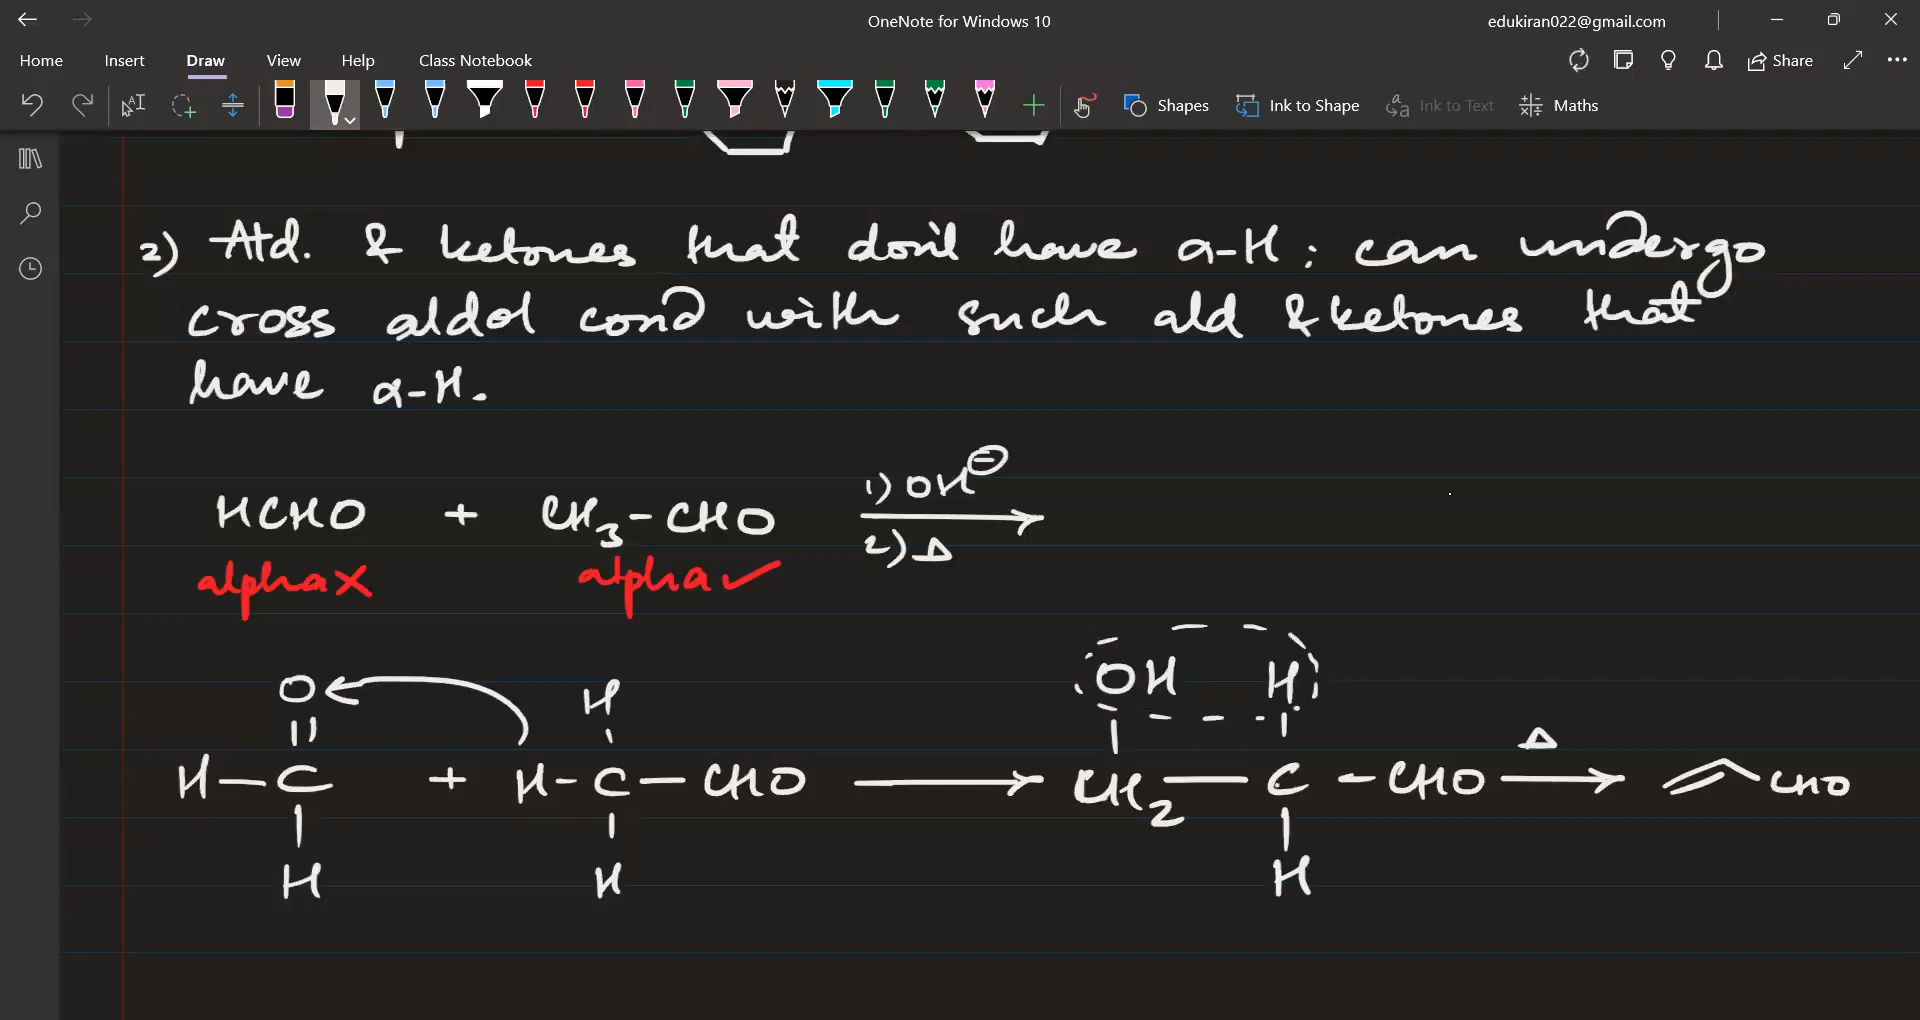 OneNote for Windows 10
edukiran022@gmail.com
Home Insert Draw View Help Class Notebook
Share
Shapes Ink to Shape Ink to Text Maths
2) Ald. & ketones that don't have α-H: can undergo
cross aldol cond with such ald & ketones that
have α-H.
HCHO + CH3-CHO 1) OH⊖ 2) Δ
alpha× alpha✓
OH H
O H
H-C + H-C-CHO → CH2-C-CHO Δ→ CHO
H H H